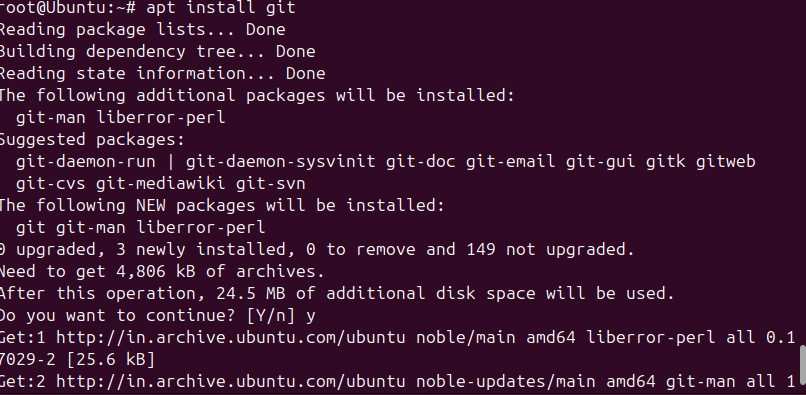 root@Ubuntu:~# apt install git
Reading package lists... Done
Building dependency tree... Done
Reading state information... Done
The following additional packages will be installed:
  git-man liberror-perl
Suggested packages:
  git-daemon-run | git-daemon-sysvinit git-doc git-email git-gui gitk gitweb
  git-cvs git-mediawiki git-svn
The following NEW packages will be installed:
  git git-man liberror-perl
0 upgraded, 3 newly installed, 0 to remove and 149 not upgraded.
Need to get 4,806 kB of archives.
After this operation, 24.5 MB of additional disk space will be used.
Do you want to continue? [Y/n] y
Get:1 http://in.archive.ubuntu.com/ubuntu noble/main amd64 liberror-perl all 0.1
7029-2 [25.6 kB]
Get:2 http://in.archive.ubuntu.com/ubuntu noble-updates/main amd64 git-man all 1